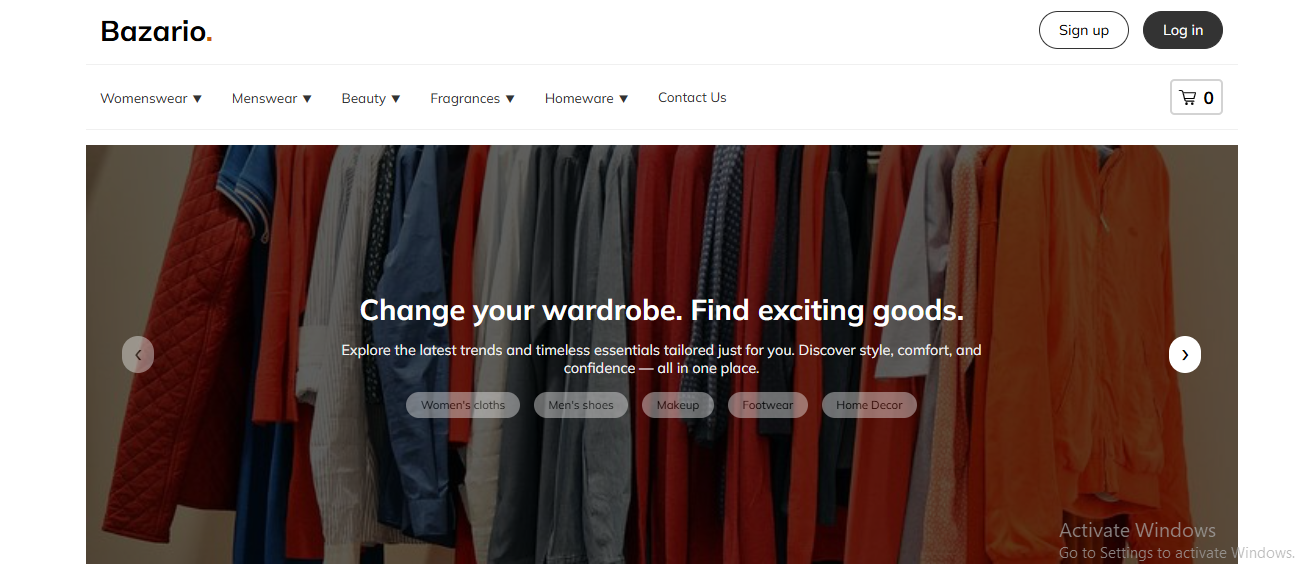 Bazario.
Sign up
Log in
Womenswear ▼
Menswear ▼
Beauty ▼
Fragrances ▼
Homeware ▼
Contact Us
0
Change your wardrobe. Find exciting goods.
Explore the latest trends and timeless essentials tailored just for you. Discover style, comfort, and
confidence — all in one place.
Women's cloths
Men's shoes
Makeup
Footwear
Home Decor
Activate Windows
Go to Settings to activate Windows.